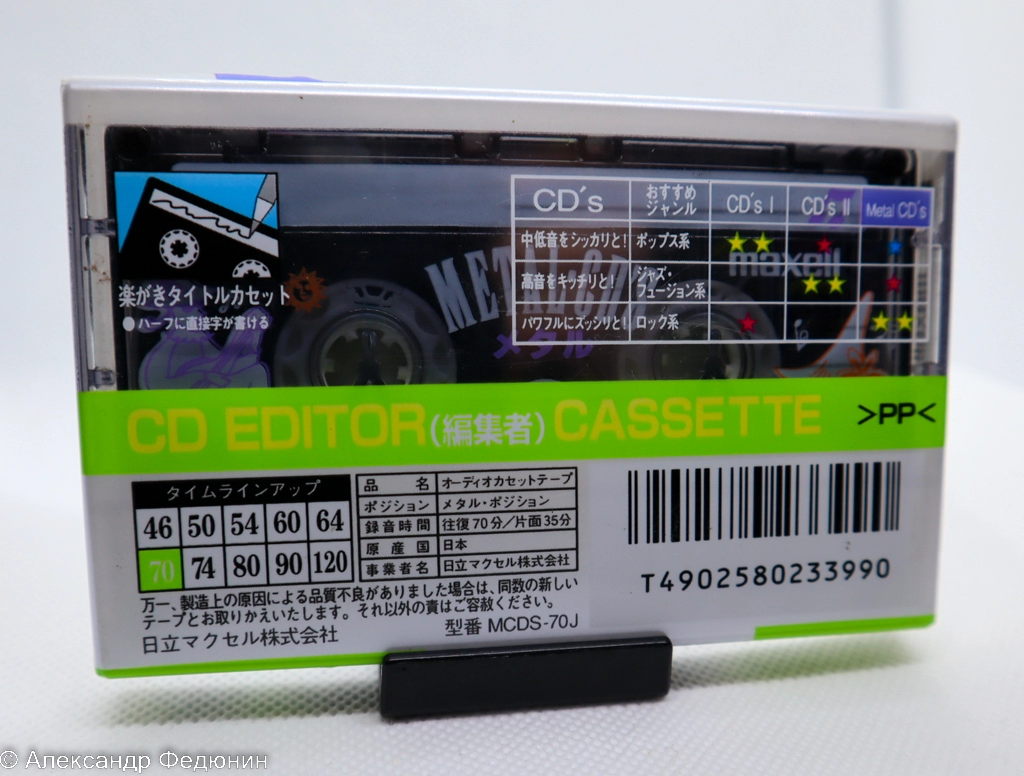 CD's おすすめジャンル CD's I CD's II Metal CD's
中低音をシッカリと! ポップス系 ★★ ★ ★
高音をキッチリと! ジャズ・フュージョン系 ★★ ★
パワフルにズッシリと! ロック系 ★ ★★
maxell
METAL-CD's
メタル
楽がきタイトルカセット
●ハーフに直接字が書ける
CD EDITOR(編集者)CASSETTE >PP<
タイムラインアップ
46 50 54 60 64
70 74 80 90 120
品名 オーディオカセットテープ
ポジション メタル・ポジション
録音時間 往復70分/片面35分
原産国 日本
事業者名 日立マクセル株式会社
T4902580233990
万一、製造上の原因による品質不良がありました場合は、同数の新しい
テープとお取りかえいたします。それ以外の責はご容赦ください。
日立マクセル株式会社 型番 MCDS-70J
© Александр Федюнин